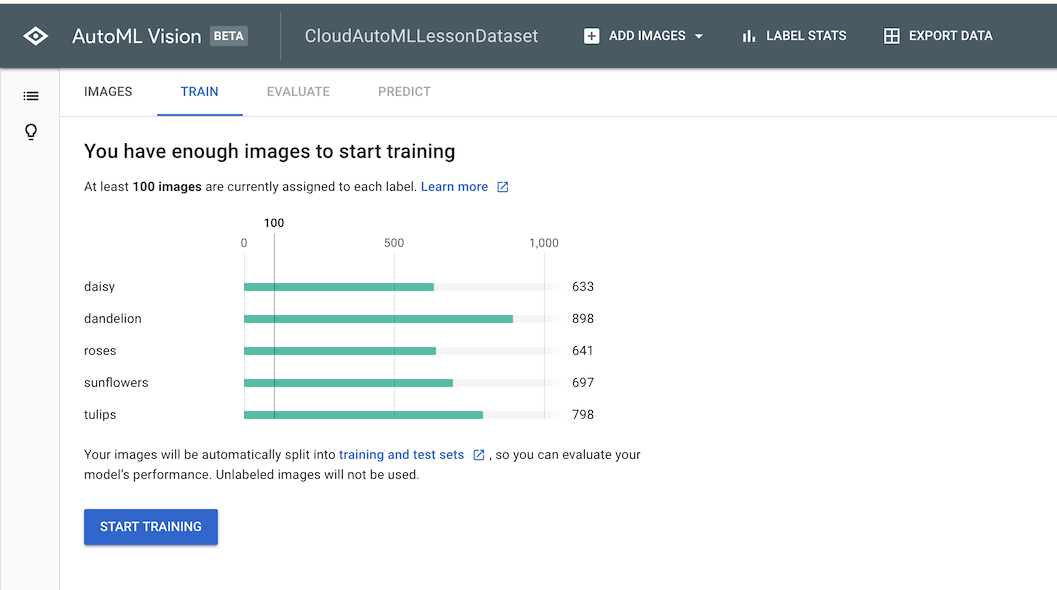 AutoML Vision BETA CloudAutoMLLessonDataset ADD IMAGES LABEL STATS EXPORT DATA
IMAGES TRAIN EVALUATE PREDICT
You have enough images to start training
At least 100 images are currently assigned to each label. Learn more
100
0 500 1,000
daisy 633
dandelion 898
roses 641
sunflowers 697
tulips 798
Your images will be automatically split into training and test sets , so you can evaluate your
model’s performance. Unlabeled images will not be used.
START TRAINING